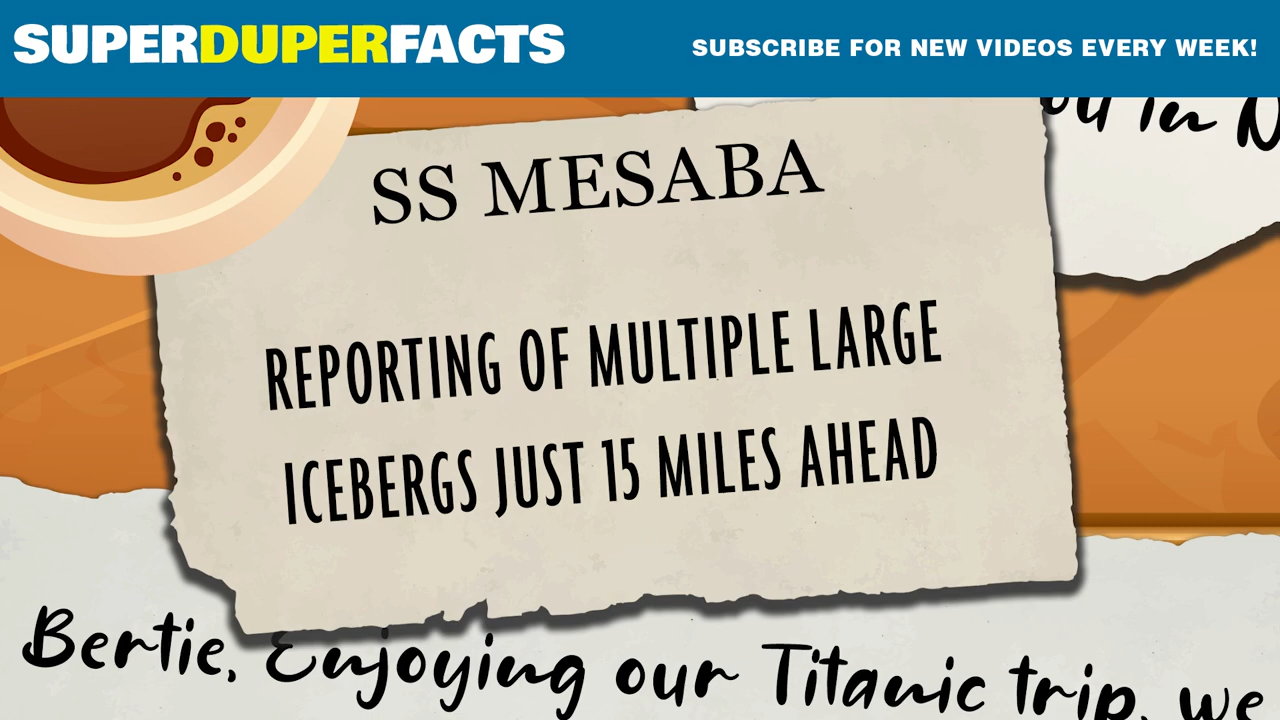 SUPERDUPERFACTS
SUBSCRIBE FOR NEW VIDEOS EVERY WEEK!
in N
SS MESABA
REPORTING OF MULTIPLE LARGE
ICEBERGS JUST 15 MILES AHEAD
Bertie, Enjoying our Titanic trip, we